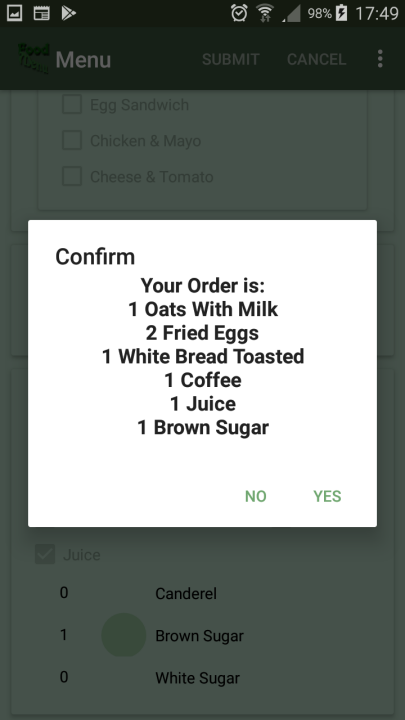 98% 17:49
Food
Menu SUBMIT CANCEL
Egg Sandwich
Chicken & Mayo
Cheese & Tomato
Confirm
Your Order is:
1 Oats With Milk
2 Fried Eggs
1 White Bread Toasted
1 Coffee
1 Juice
1 Brown Sugar
NO YES
Juice
0 Canderel
1 Brown Sugar
0 White Sugar